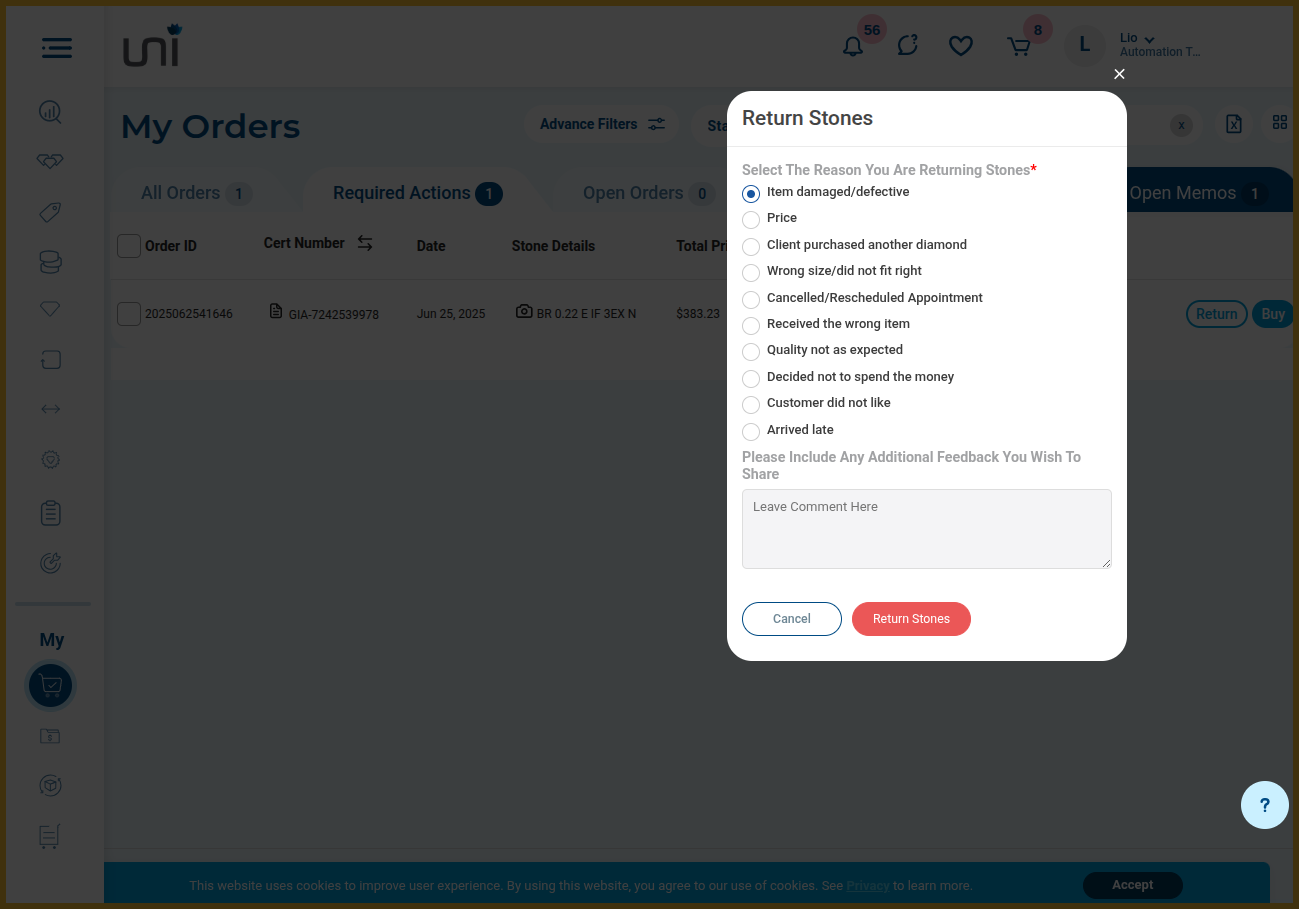 uni
56
8
L
Lio
Automation T...
My Orders
Advance Filters
Sta
x
Return Stones
All Orders 1
Required Actions 1
Open Orders 0
Open Memos 1
Select The Reason You Are Returning Stones*
Item damaged/defective
Price
Client purchased another diamond
Wrong size/did not fit right
Cancelled/Rescheduled Appointment
Received the wrong item
Quality not as expected
Decided not to spend the money
Customer did not like
Arrived late
Please Include Any Additional Feedback You Wish To
Share
Leave Comment Here
Cancel
Return Stones
Order ID
Cert Number
Date
Stone Details
Total Pri
2025062541646
GIA-7242539978
Jun 25, 2025
BR 0.22 E IF 3EX N
$383.23
Return
Buy
My
?
This website uses cookies to improve user experience. By using this website, you agree to our use of cookies. See Privacy to learn more.
Accept